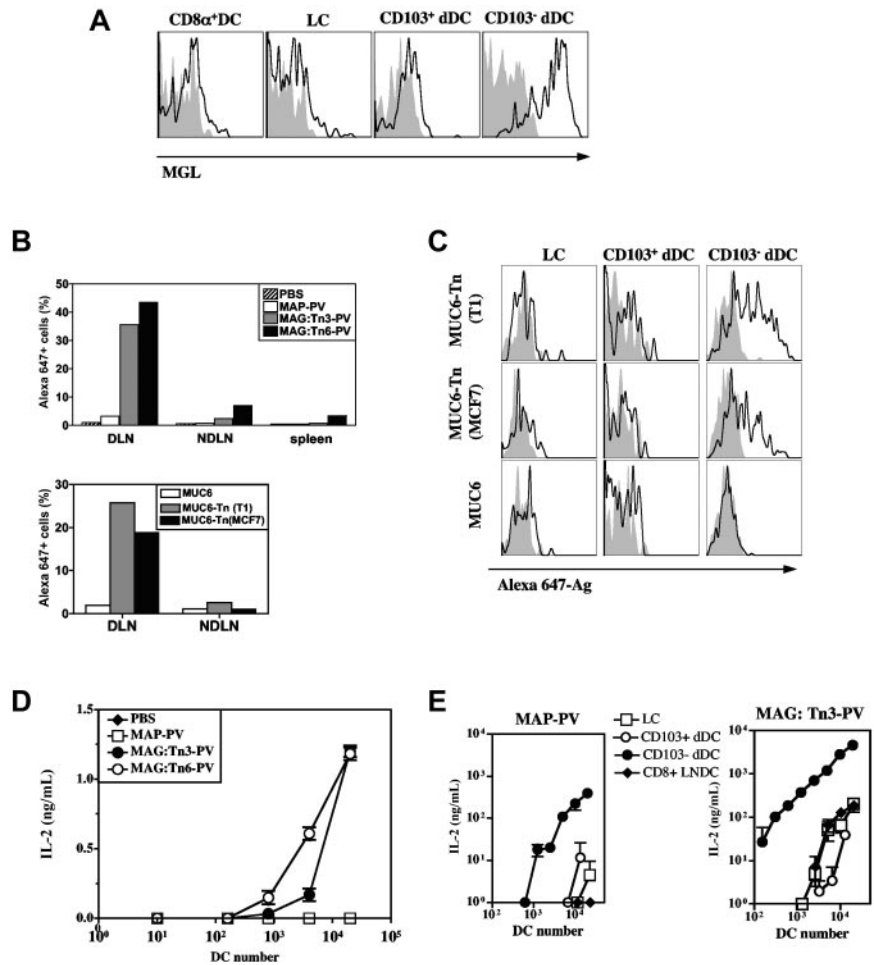 A
CD8α⁺DC LC CD103⁺ dDC CD103⁻ dDC
MGL
B
Alexa 647+ cells (%)
50
40
30
20
10
0
PBS
MAP-PV
MAG:Tn3-PV
MAG:Tn6-PV
DLN NDLN spleen
Alexa 647+ cells (%)
30
20
10
0
MUC6
MUC6-Tn (T1)
MUC6-Tn(MCF7)
DLN NDLN
C
LC CD103⁺ dDC CD103⁻ dDC
MUC6-Tn
(T1)
MUC6-Tn
(MCF7)
MUC6
Alexa 647-Ag
D
IL-2 (ng/mL)
1.5
1.0
0.5
0.0
PBS
MAP-PV
MAG:Tn3-PV
MAG:Tn6-PV
10⁰ 10¹ 10² 10³ 10⁴ 10⁵
DC number
E
MAP-PV
IL-2 (ng/mL)
10⁴
10³
10²
10¹
10⁰
10² 10³ 10⁴
DC number
LC
CD103+ dDC
CD103- dDC
CD8+ LNDC
MAG: Tn3-PV
IL-2 (ng/mL)
10⁴
10³
10²
10¹
10⁰
10² 10³ 10⁴
DC number